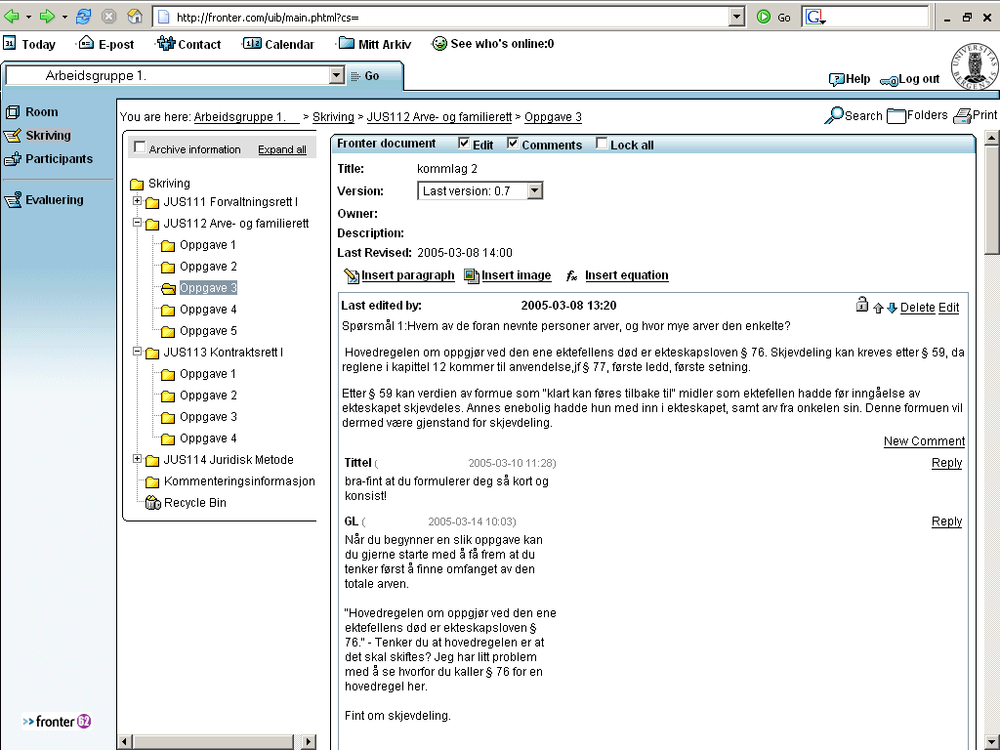 http://fronter.com/uib/main.phtml?cs=
Go
G
31 Today
E-post
Contact
12 Calendar
Mitt Arkiv
See who's online:0
Arbeidsgruppe 1.
Go
Help
Log out
UNIVERSITAS BERGENSIS
Room
Skriving
Participants
Evaluering
You are here: Arbeidsgruppe 1. > Skriving > JUS112 Arve- og familierett > Oppgave 3
Search
Folders
Print
Archive information
Expand all
Skriving
JUS111 Forvaltningsrett I
JUS112 Arve- og familierett
Oppgave 1
Oppgave 2
Oppgave 3
Oppgave 4
Oppgave 5
JUS113 Kontraktsrett I
Oppgave 1
Oppgave 2
Oppgave 3
Oppgave 4
JUS114 Juridisk Metode
Kommenteringsinformasjon
Recycle Bin
>>fronter 62
Fronter document
Edit
Comments
Lock all
Title: kommlag 2
Version: Last version: 0.7
Owner:
Description:
Last Revised: 2005-03-08 14:00
Insert paragraph
Insert image
fx Insert equation
Last edited by: 2005-03-08 13:20
Delete Edit
Spørsmål 1:Hvem av de foran nevnte personer arver, og hvor mye arver den enkelte?
Hovedregelen om oppgjør ved den ene ektefellens død er ekteskapsloven § 76. Skjevdeling kan kreves etter § 59, da
reglene i kapittel 12 kommer til anvendelse,jf § 77, første ledd, første setning.
Etter § 59 kan verdien av formue som "klart kan føres tilbake til" midler som ektefellen hadde før inngåelse av
ekteskapet skjevdeles. Annes enebolig hadde hun med inn i ekteskapet, samt arv fra onkelen sin. Denne formuen vil
dermed være gjenstand for skjevdeling.
New Comment
Tittel ( 2005-03-10 11:28)
Reply
bra-fint at du formulerer deg så kort og
konsist!
GL ( 2005-03-14 10:03)
Reply
Når du begynner en slik oppgave kan
du gjerne starte med å få frem at du
tenker først å finne omfanget av den
totale arven.
"Hovedregelen om oppgjør ved den ene
ektefellens død er ekteskapsloven §
76." - Tenker du at hovedregelen er at
det skal skiftes? Jeg har litt problem
med å se hvorfor du kaller § 76 for en
hovedregel her.
Fint om skjevdeling.